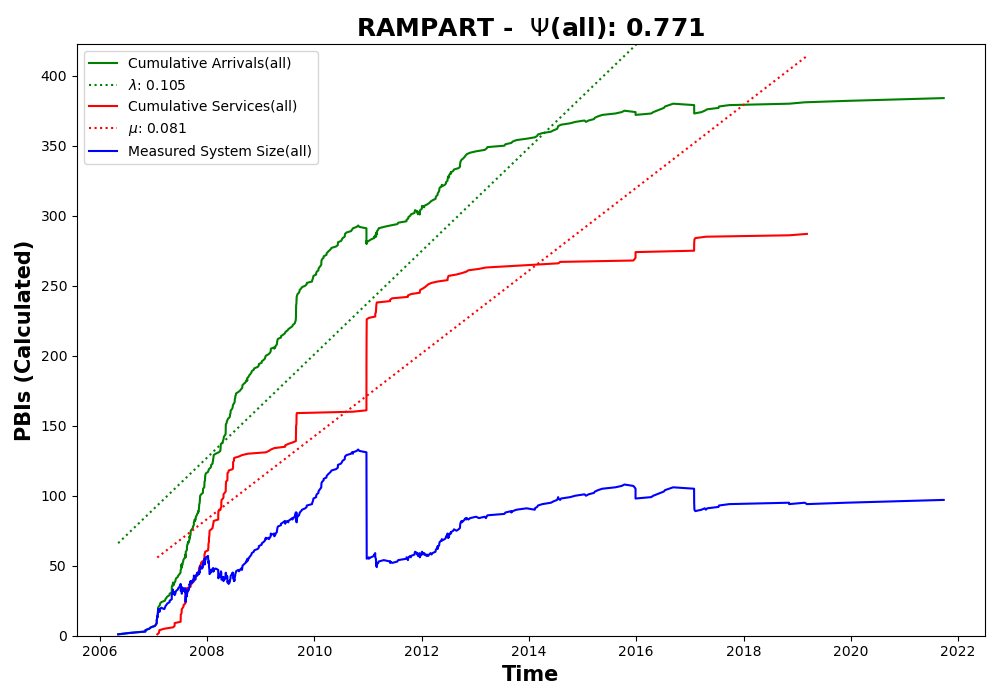 RAMPART - Ψ(all): 0.771
Cumulative Arrivals(all)
λ: 0.105
Cumulative Services(all)
μ: 0.081
Measured System Size(all)
PBIs (Calculated)
400
350
300
250
200
150
100
50
0
2006 2008 2010 2012 2014 2016 2018 2020 2022
Time